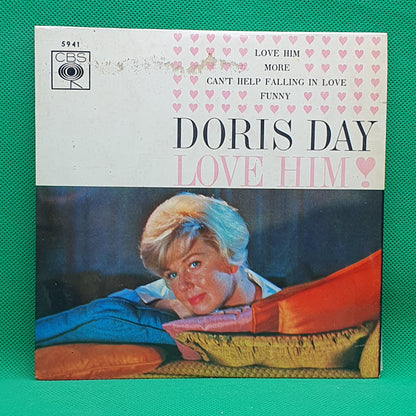 5941
CBS
LOVE HIM
MORE
CAN'T HELP FALLING IN LOVE
FUNNY
DORIS DAY
LOVE HIM!